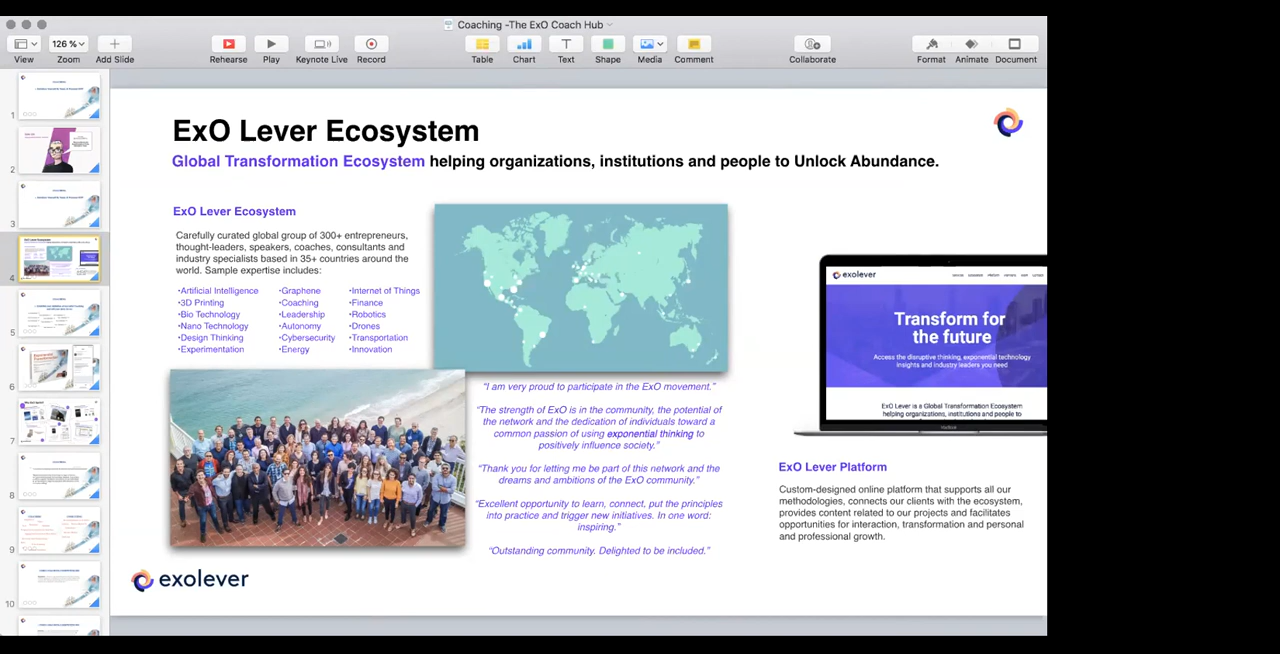 Coaching -The ExO Coach Hub
126 %
View
Zoom
Add Slide
Rehearse
Play
Keynote Live
Record
Table
Chart
Text
Shape
Media
Comment
Collaborate
Format
Animate
Document
1
2
3
4
5
6
7
8
9
10
ExO Lever Ecosystem
Global Transformation Ecosystem helping organizations, institutions and people to Unlock Abundance.
ExO Lever Ecosystem
Carefully curated global group of 300+ entrepreneurs,
thought-leaders, speakers, coaches, consultants and
industry specialists based in 35+ countries around the
world. Sample expertise includes:
•Artificial Intelligence
•3D Printing
•Bio Technology
•Nano Technology
•Design Thinking
•Experimentation
•Graphene
•Coaching
•Leadership
•Autonomy
•Cybersecurity
•Energy
•Internet of Things
•Finance
•Robotics
•Drones
•Transportation
•Innovation
“I am very proud to participate in the ExO movement.”
“The strength of ExO is in the community, the potential of
the network and the dedication of individuals toward a
common passion of using exponential thinking to
positively influence society.”
“Thank you for letting me be part of this network and the
dreams and ambitions of the ExO community.”
“Excellent opportunity to learn, connect, put the principles
into practice and trigger new initiatives. In one word:
inspiring.”
“Outstanding community. Delighted to be included.”
exolever
Transform for
the future
Access the disruptive thinking, exponential technology
insights and industry leaders you need
ExO Lever is a Global Transformation Ecosystem
helping organizations, institutions and people to
ExO Lever Platform
Custom-designed online platform that supports all our
methodologies, connects our clients with the ecosystem,
provides content related to our projects and facilitates
opportunities for interaction, transformation and personal
and professional growth.
exolever